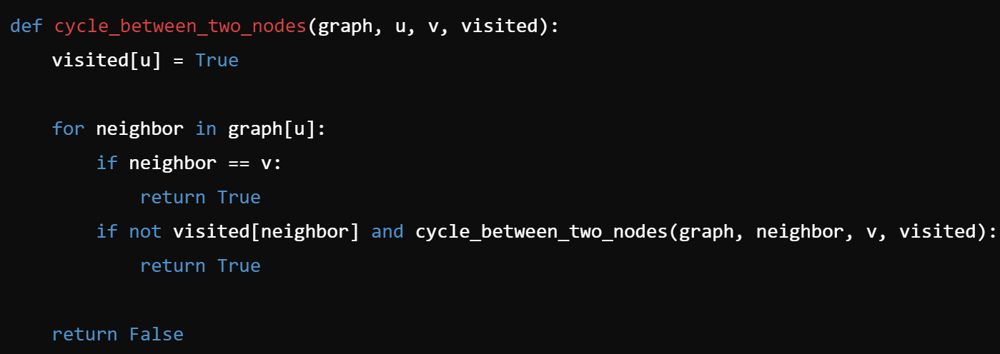 def cycle_between_two_nodes(graph, u, v, visited):
    visited[u] = True
    for neighbor in graph[u]:
        if neighbor == v:
            return True
        if not visited[neighbor] and cycle_between_two_nodes(graph, neighbor, v, visited):
            return True
    return False